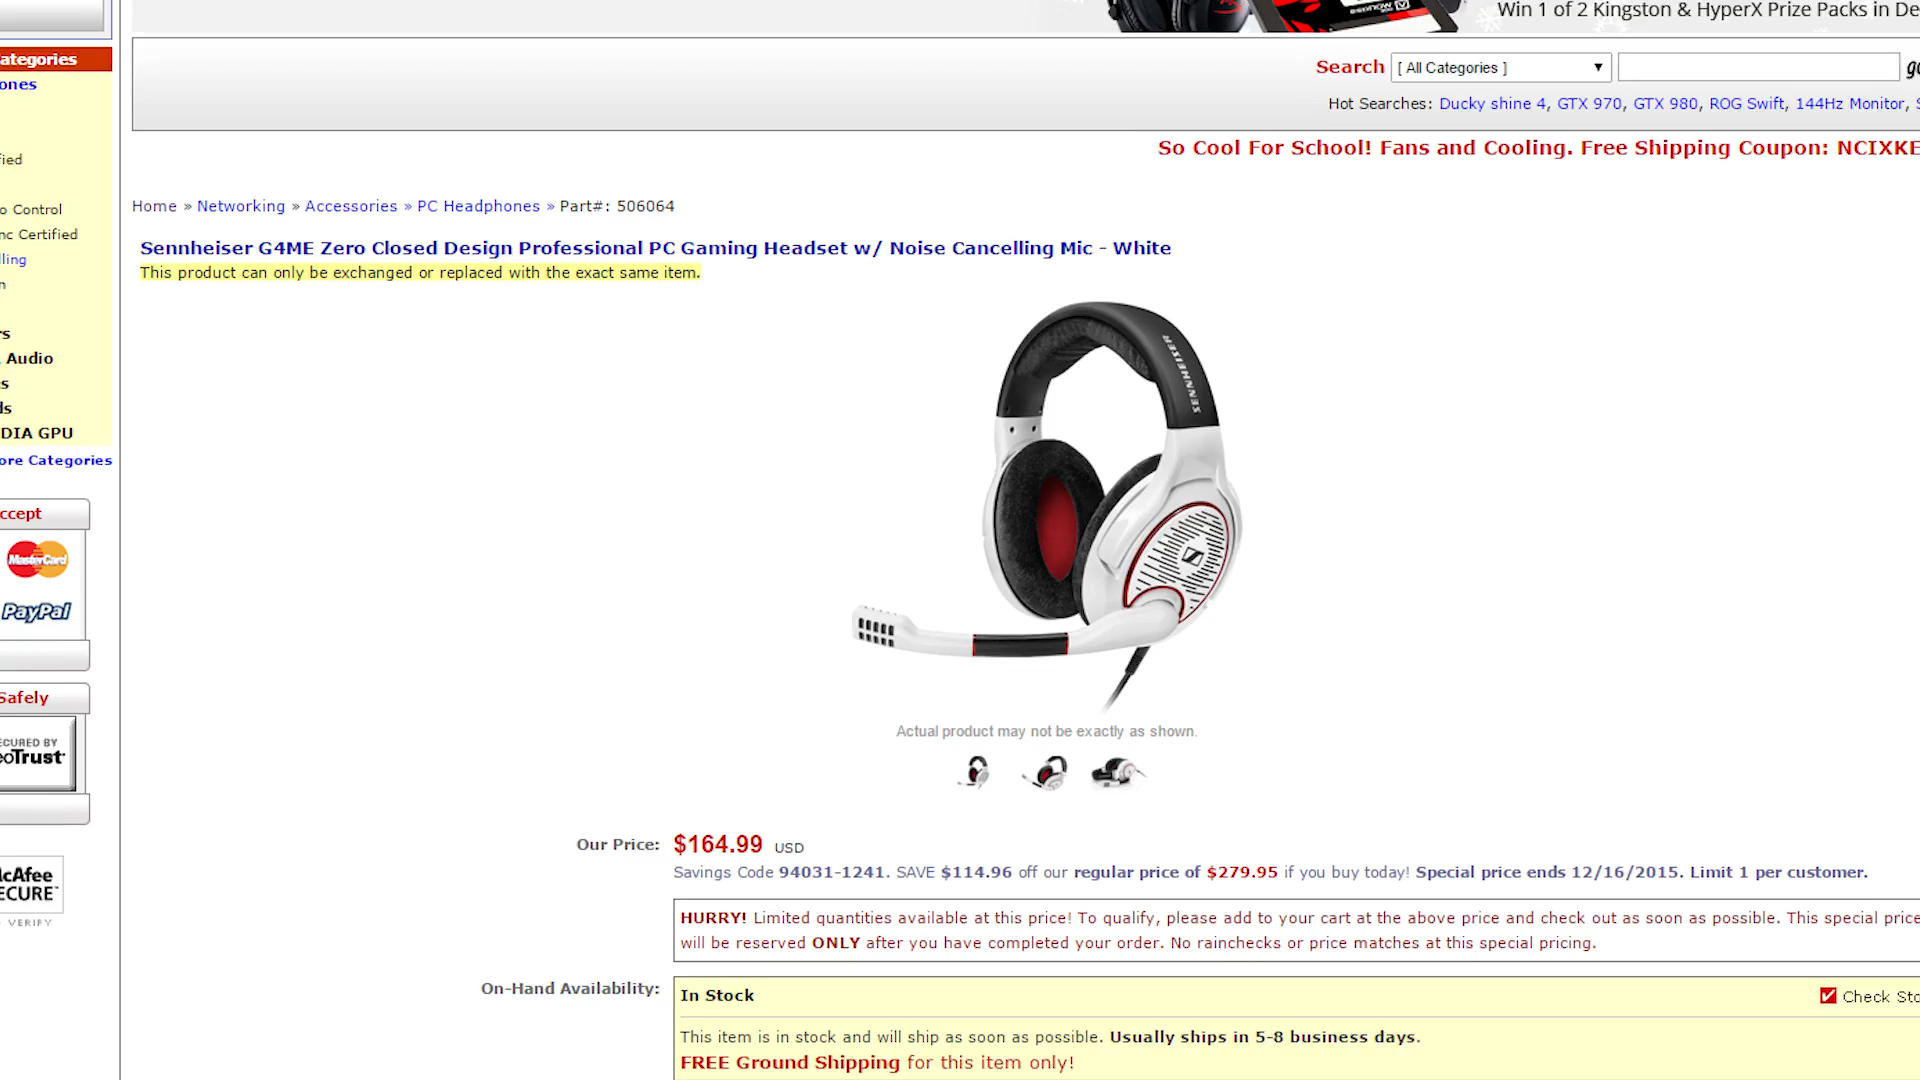 Win 1 of 2 Kingston & HyperX Prize Packs in De
ategories
ones
ied
o Control
nc Certified
lling
n
rs
Audio
s
ls
DIA GPU
ore Categories
ccept
MasterCard
PayPal
Safely
ECURED BY
eoTrust
cAfee
ECURE
VERIFY
Search [ All Categories ] go
Hot Searches: Ducky shine 4, GTX 970, GTX 980, ROG Swift, 144Hz Monitor, S
So Cool For School! Fans and Cooling. Free Shipping Coupon: NCIXKE
Home » Networking » Accessories » PC Headphones » Part#: 506064
Sennheiser G4ME Zero Closed Design Professional PC Gaming Headset w/ Noise Cancelling Mic - White
This product can only be exchanged or replaced with the exact same item.
SENNHEISER
Actual product may not be exactly as shown.
Our Price: $164.99 USD
Savings Code 94031-1241. SAVE $114.96 off our regular price of $279.95 if you buy today! Special price ends 12/16/2015. Limit 1 per customer.
HURRY! Limited quantities available at this price! To qualify, please add to your cart at the above price and check out as soon as possible. This special price
will be reserved ONLY after you have completed your order. No rainchecks or price matches at this special pricing.
On-Hand Availability: In Stock Check Sto
This item is in stock and will ship as soon as possible. Usually ships in 5-8 business days.
FREE Ground Shipping for this item only!